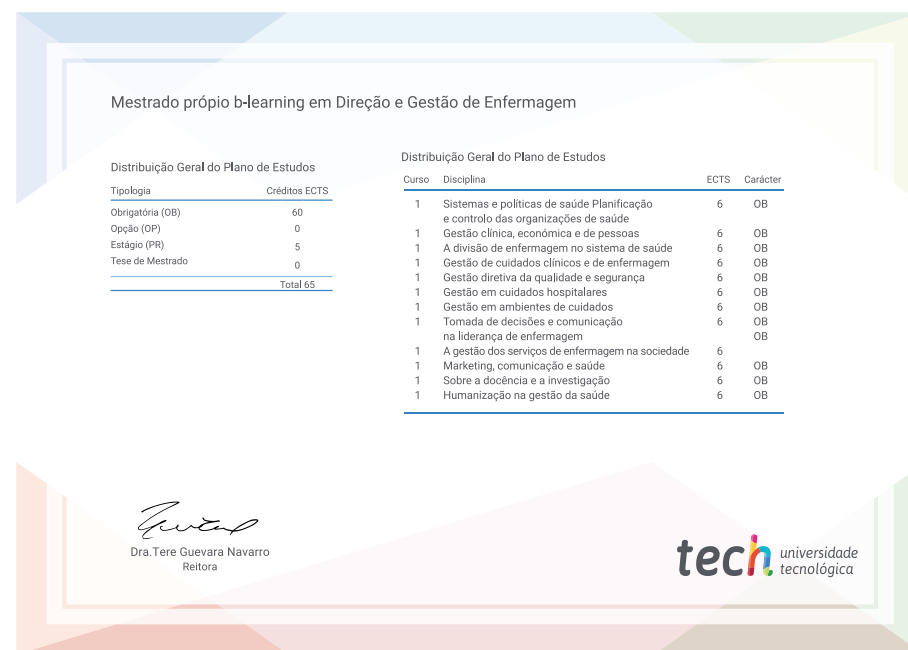 Mestrado própio b-learning em Direção e Gestão de Enfermagem
Distribuição Geral do Plano de Estudos
Tipologia Créditos ECTS
Obrigatória (OB) 60
Opção (OP) 0
Estágio (PR) 5
Tese de Mestrado 0
Total 65
Distribuição Geral do Plano de Estudos
Curso Disciplina ECTS Carácter
1 Sistemas e políticas de saúde Planificação 6 OB
e controlo das organizações de saúde
1 Gestão clínica, económica e de pessoas 6 OB
1 A divisão de enfermagem no sistema de saúde 6 OB
1 Gestão de cuidados clínicos e de enfermagem 6 OB
1 Gestão diretiva da qualidade e segurança 6 OB
1 Gestão em cuidados hospitalares 6 OB
1 Gestão em ambientes de cuidados 6 OB
1 Tomada de decisões e comunicação 6 OB
na liderança de enfermagem OB
1 A gestão dos serviços de enfermagem na sociedade 6
1 Marketing, comunicação e saúde 6 OB
1 Sobre a docência e a investigação 6 OB
1 Humanização na gestão da saúde 6 OB
Dra.Tere Guevara Navarro
Reitora
tech universidade
tecnológica